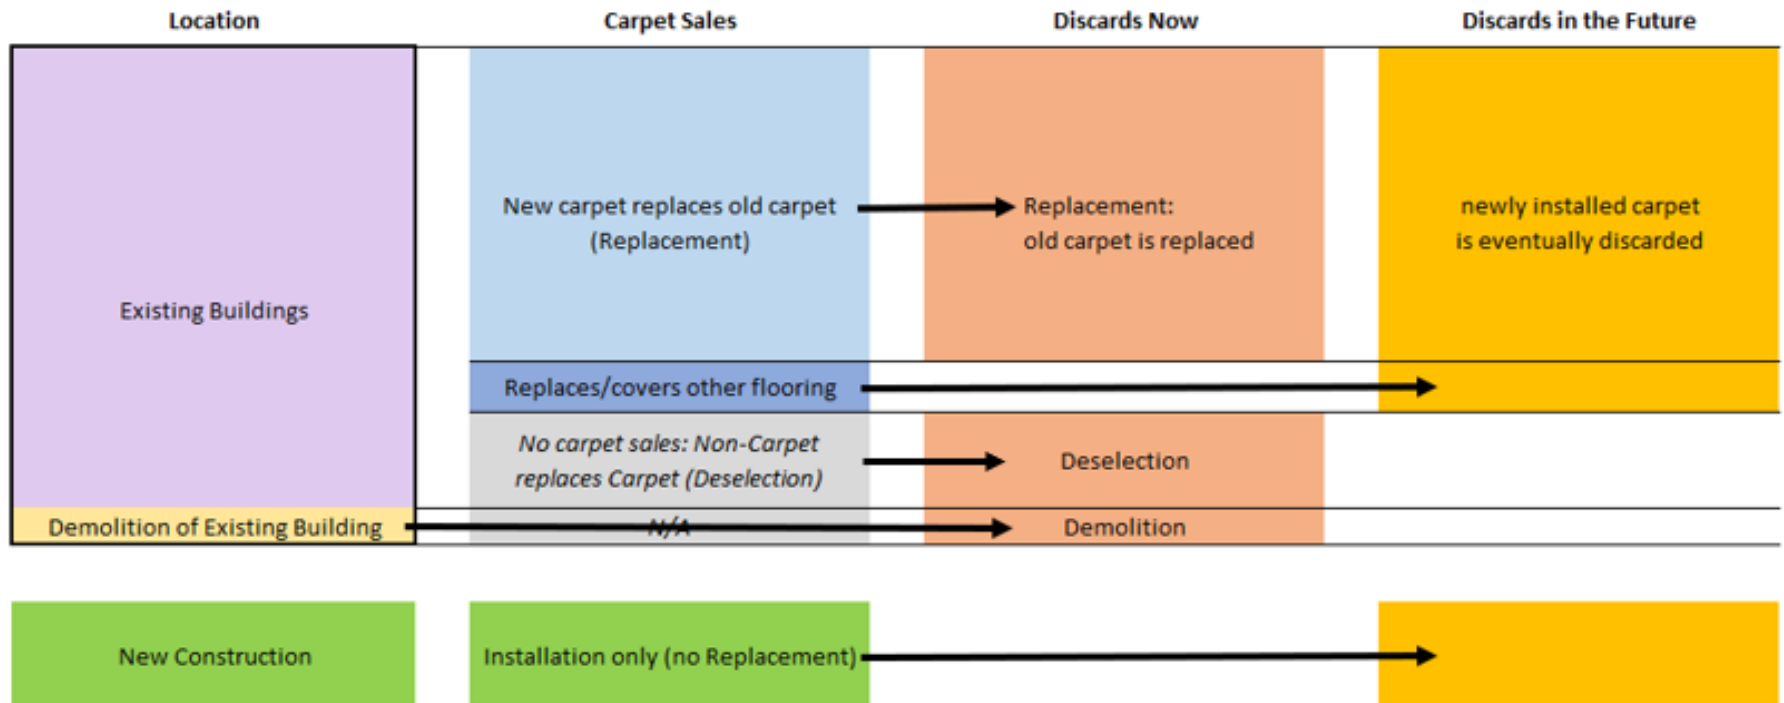 Location
Carpet Sales
Discards Now
Discards in the Future
New carpet replaces old carpet
(Replacement)
Replacement:
old carpet is replaced
newly installed carpet
is eventually discarded
Existing Buildings
Replaces/covers other flooring
No carpet sales: Non-Carpet
replaces Carpet (Deselection)
Deselection
Demolition of Existing Building
N/A
Demolition
New Construction
Installation only (no Replacement)